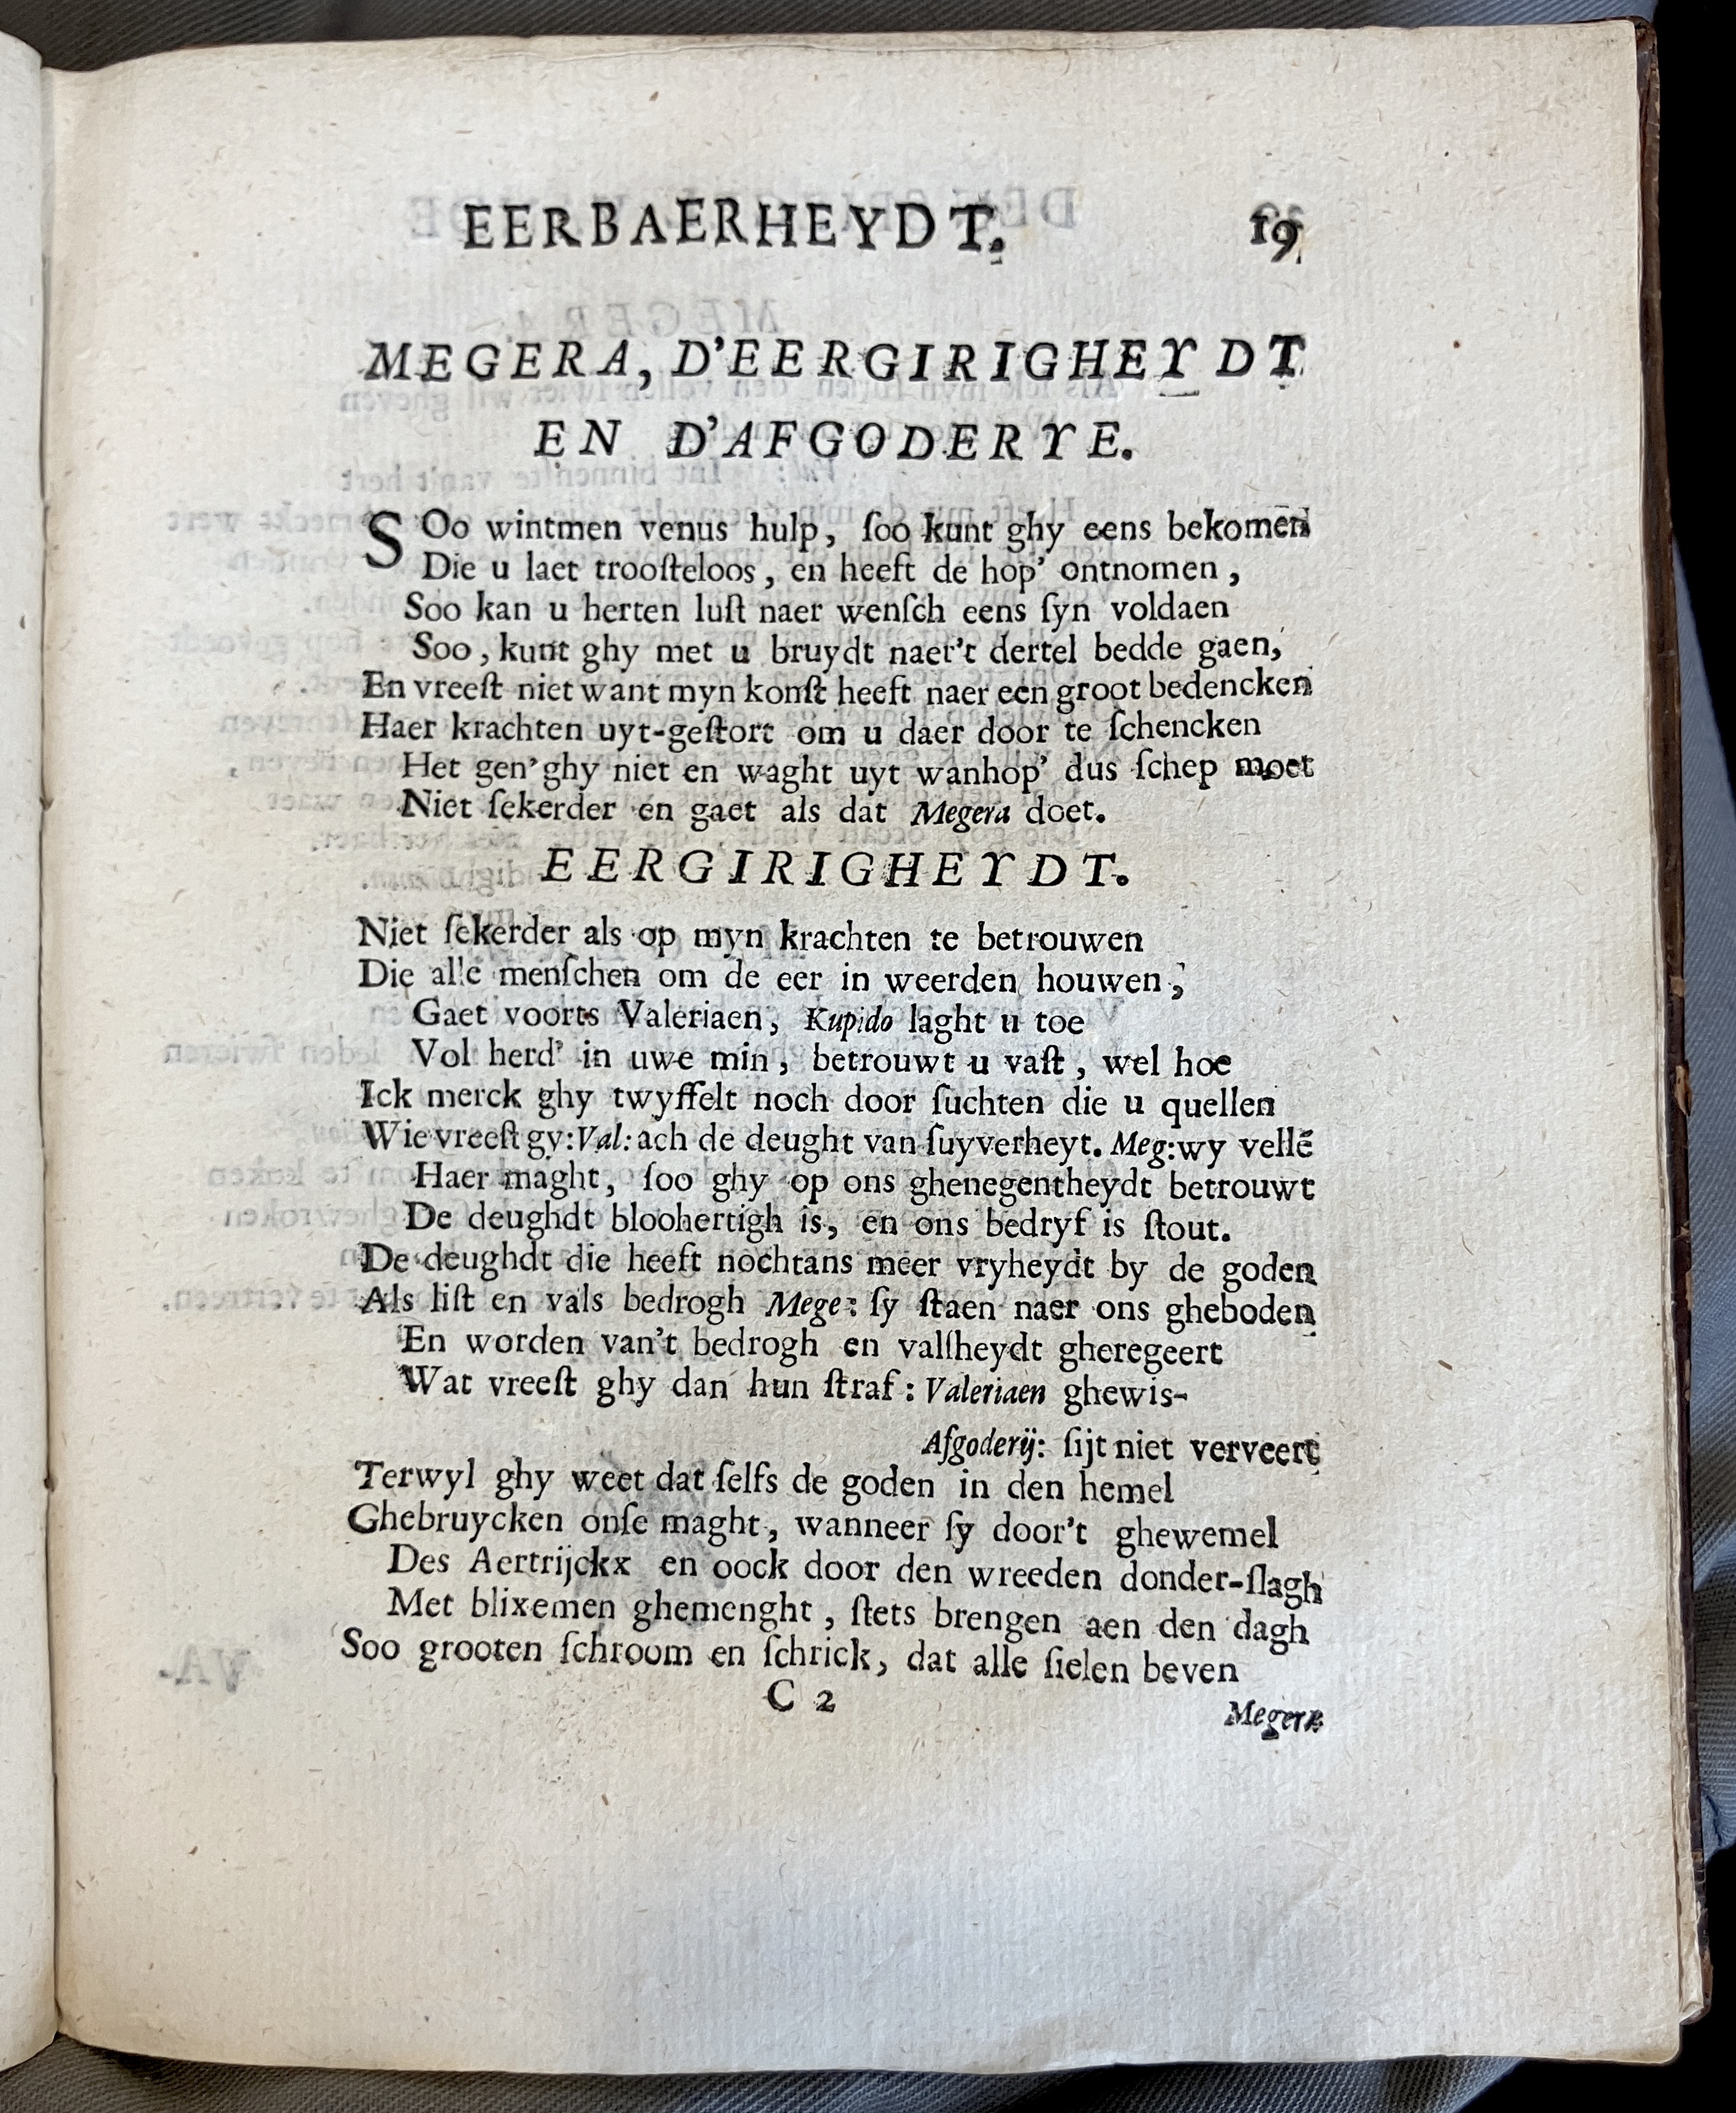 EERBAERHEYDT. 19
MEGERA, D'EERGIRIGHEYDT
EN D'AFGODERYE.
SOo wintmen venus hulp, ſoo kunt ghy eens bekomen
Die u laet trooſteloos, en heeft de hop' ontnomen,
Soo kan u herten luſt naer wenſch eens ſyn voldaen
Soo, kunt ghy met u bruydt naer't dertel bedde gaen,
En vreeſt niet want myn konſt heeft naer een groot bedencken
Haer krachten uyt-geſtort om u daer door te ſchencken
Het gen' ghy niet en waght uyt wanhop' dus ſchep moet
Niet ſekerder en gaet als dat Megera doet.
EERGIRIGHEYDT.
Niet ſekerder als op myn krachten te betrouwen
Die alle menſchen om de eer in weerden houwen,
Gaet voorts Valeriaen, Kupido laght u toe
Vol herd' in uwe min, betrouwt u vaſt, wel hoe
Ick merck ghy twyffelt noch door ſuchten die u quellen
Wie vreeſt gy: Val: ach de deught van ſuyverheyt. Meg: wy vellē
Haer maght, ſoo ghy op ons ghenegentheydt betrouwt
De deughdt bloohertigh is, en ons bedryf is ſtout.
De deughdt die heeft nochtans meer vryheydt by de goden
Als liſt en vals bedrogh Mege: ſy ſtaen naer ons gheboden
En worden van't bedrogh en valſheydt gheregeert
Wat vreeſt ghy dan hun ſtraf: Valeriaen ghewis-
Afgoderij: ſijt niet verveert
Terwyl ghy weet dat ſelfs de goden in den hemel
Ghebruycken onſe maght, wanneer ſy door't ghewemel
Des Aertrijckx en oock door den wreeden donder-ſlagh
Met blixemen ghemenght, ſtets brengen aen den dagh
Soo grooten ſchroom en ſchrick, dat alle ſielen beven
C 2
Megera